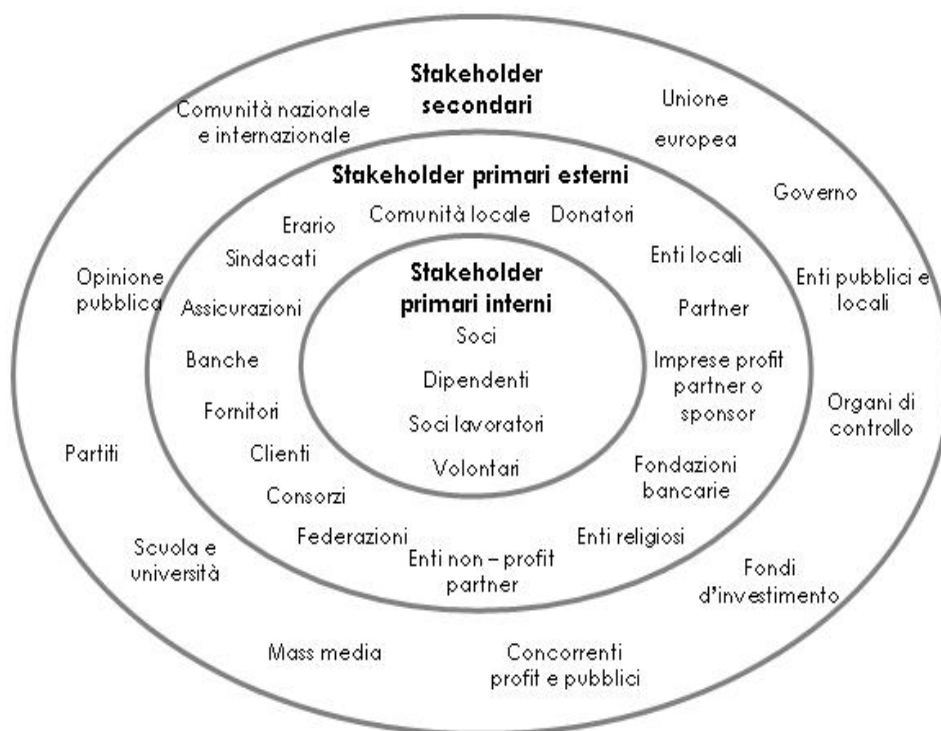 Stakeholder
secondari
Comunità nazionale
e internazionale
Unione
europea
Governo
Enti pubblici e
locali
Organi di
controllo
Fondi
d'investimento
Concorrenti
profit e pubblici
Mass media
Scuola e
università
Partiti
Opinione
pubblica
Stakeholder primari esterni
Comunità locale
Donatori
Enti locali
Partner
Imprese profit
partner o
sponsor
Fondazioni
bancarie
Enti religiosi
Enti non – profit
partner
Federazioni
Consorzi
Clienti
Fornitori
Banche
Assicurazioni
Sindacati
Erario
Stakeholder
primari interni
Soci
Dipendenti
Soci lavoratori
Volontari